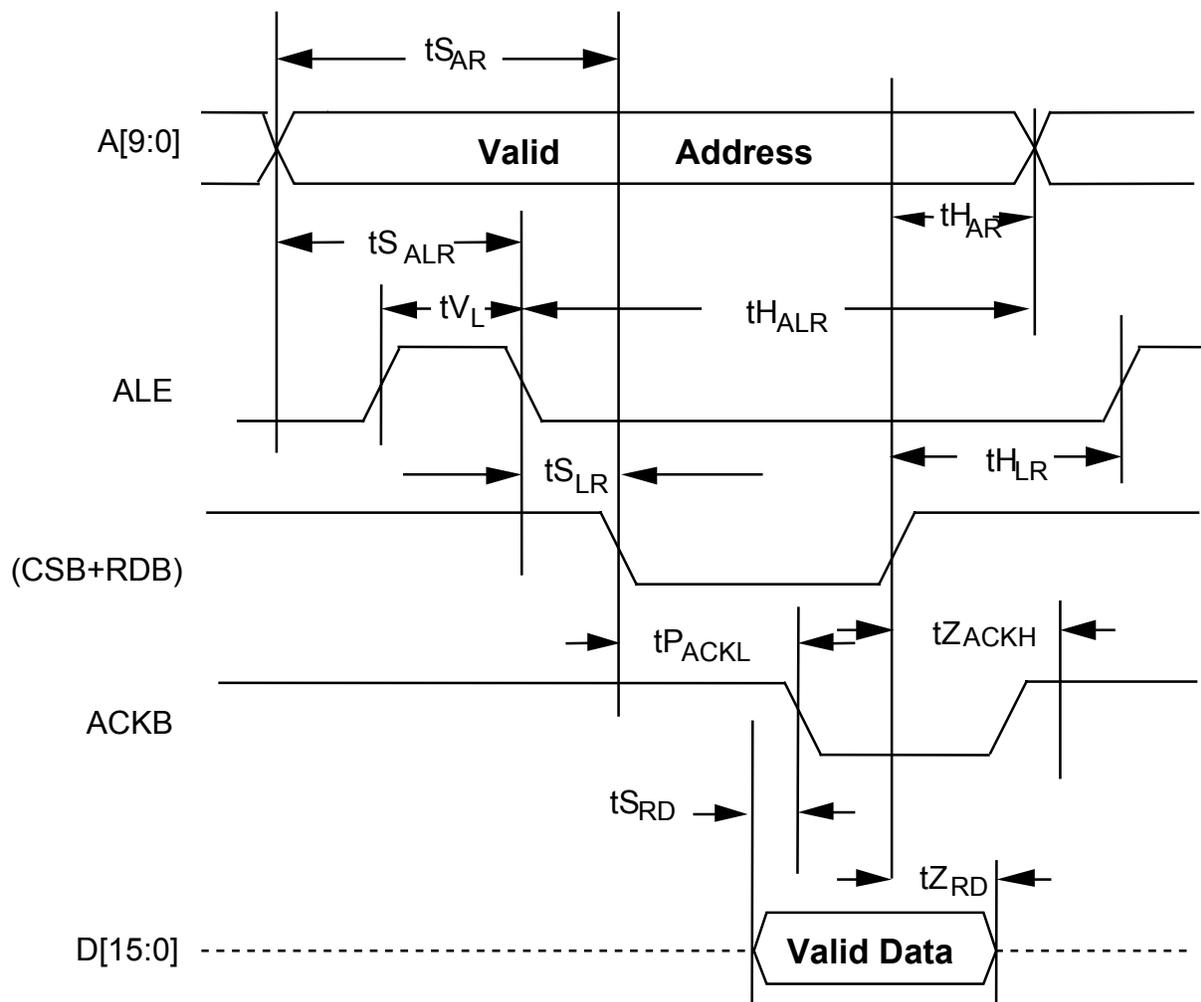 tSAR
A[9:0]
Valid Address
tHAR
tSALR
tVL
tHALR
ALE
tSLR
tHLR
(CSB+RDB)
tPACKL
tZACKH
ACKB
tSRD
tZRD
D[15:0]
Valid Data